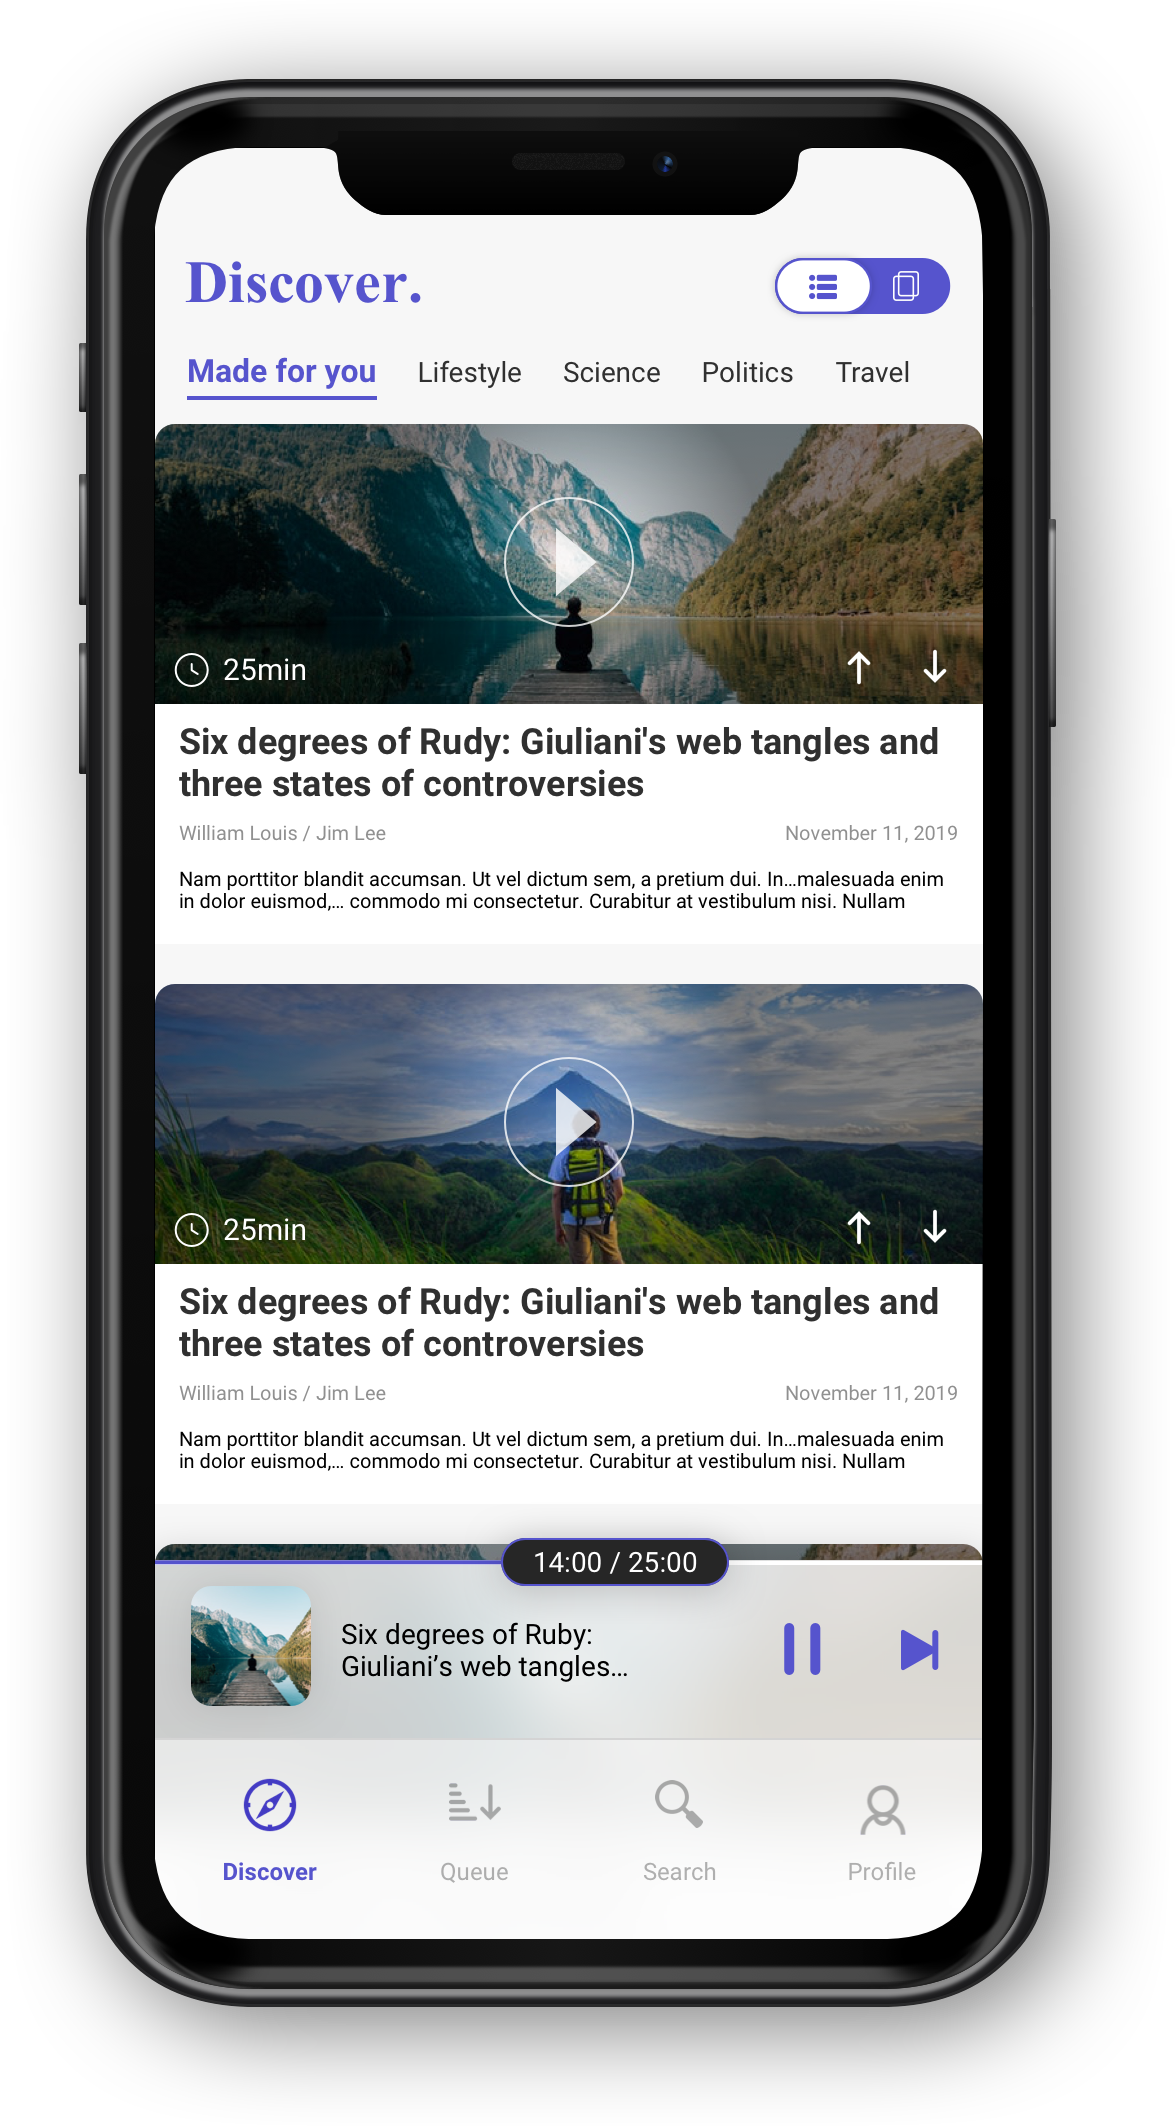 Discover.
Made for you Lifestyle Science Politics Travel
25min
Six degrees of Rudy: Giuliani's web tangles and
three states of controversies
William Louis / Jim Lee November 11, 2019
Nam porttitor blandit accumsan. Ut vel dictum sem, a pretium dui. In...malesuada enim
in dolor euismod,... commodo mi consectetur. Curabitur at vestibulum nisi. Nullam
25min
Six degrees of Rudy: Giuliani's web tangles and
three states of controversies
William Louis / Jim Lee November 11, 2019
Nam porttitor blandit accumsan. Ut vel dictum sem, a pretium dui. In...malesuada enim
in dolor euismod,... commodo mi consectetur. Curabitur at vestibulum nisi. Nullam
14:00 / 25:00
Six degrees of Ruby:
Giuliani’s web tangles...
Discover Queue Search Profile